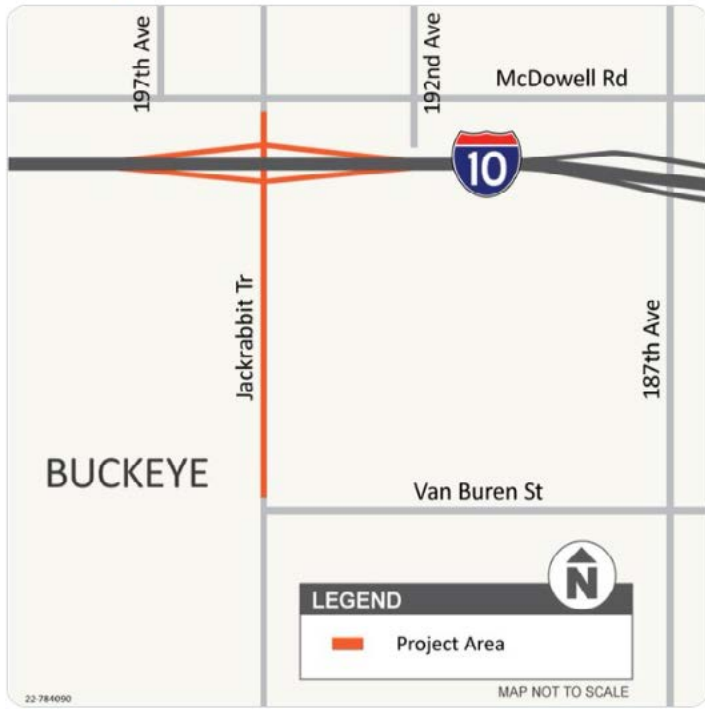 197th Ave
192nd Ave
McDowell Rd
10
Jackrabbit Tr
187th Ave
BUCKEYE
Van Buren St
N
LEGEND
Project Area
22-784090
MAP NOT TO SCALE